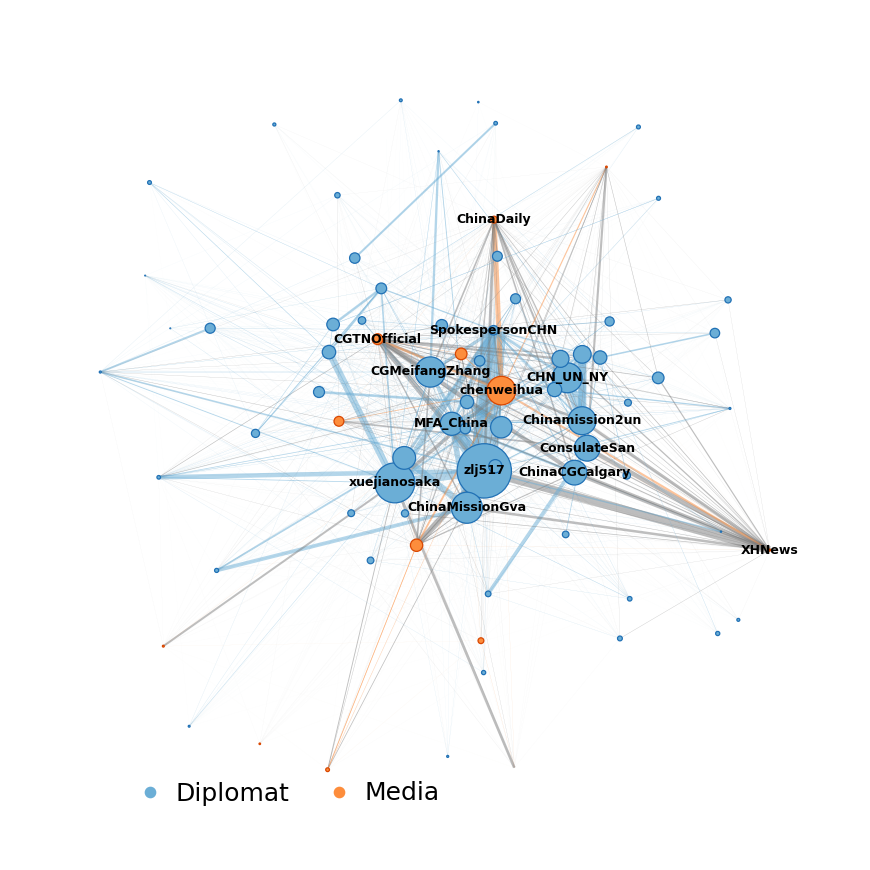 ChinaDaily
SpokespersonCHN
CGTNOfficial
CGMeifangZhang
CHN_UN_NY
chenweihua
MFA_China
Chinamission2un
ConsulateSan
zlj517
ChinaCGCalgary
xuejianosaka
ChinaMissionGva
XHNews
Diplomat
Media